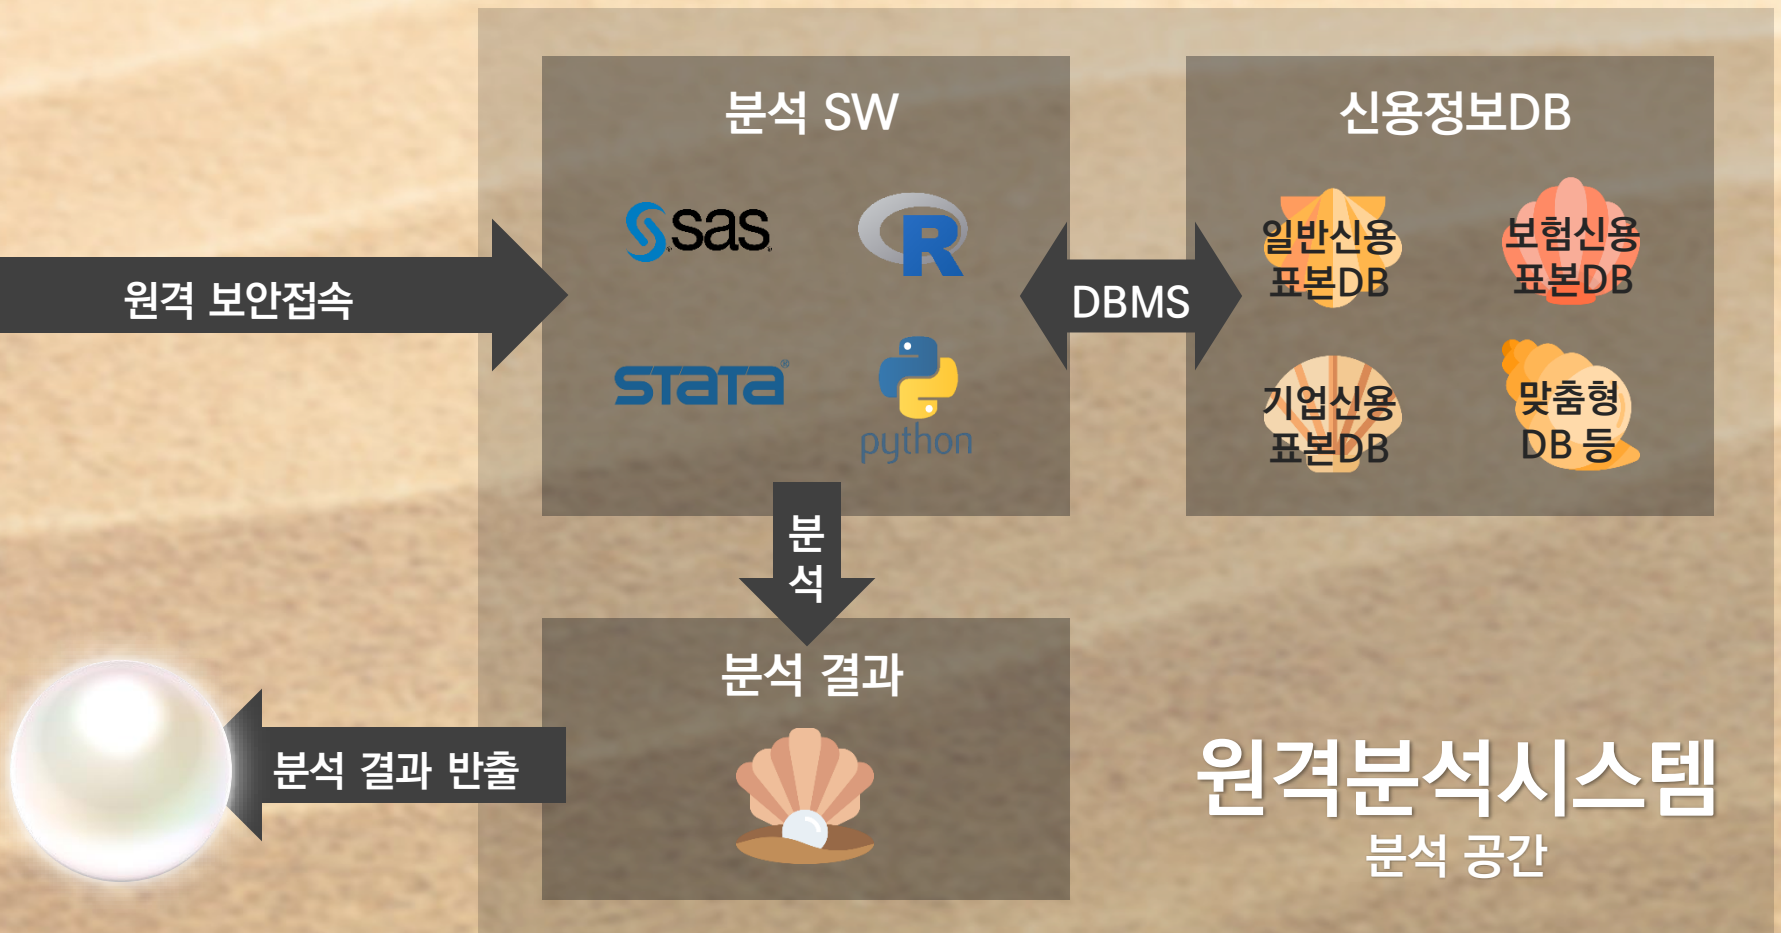 분석 SW
sas
R
STATA®
python
원격 보안접속
DBMS
신용정보DB
일반신용
표본DB
보험신용
표본DB
기업신용
표본DB
맞춤형
DB 등
분
석
분석 결과
분석 결과 반출
원격분석시스템
분석 공간